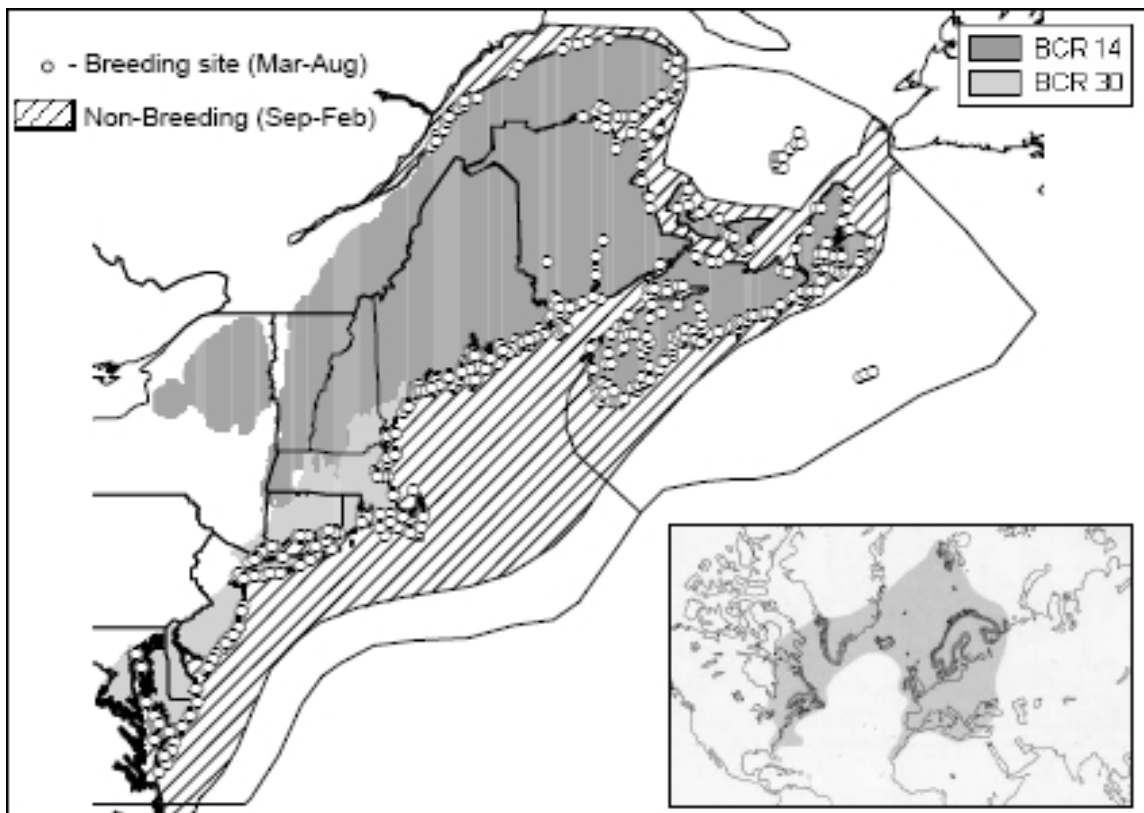 o - Breeding site (Mar-Aug)
Non-Breeding (Sep-Feb)
BCR 14
BCR 30